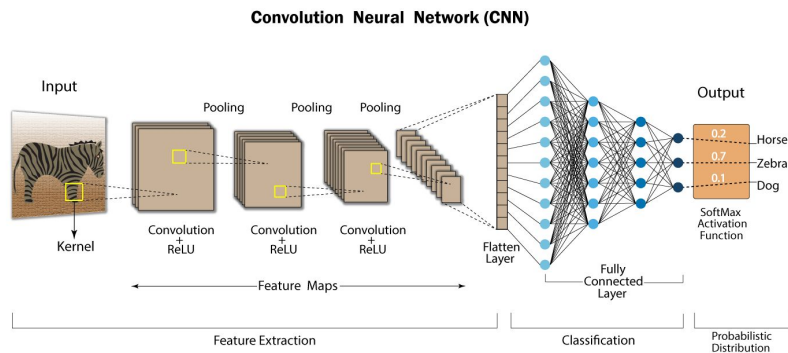 Convolution Neural Network (CNN)
Input
Output
Pooling
Pooling
Pooling
Kernel
Convolution
+
ReLU
Convolution
+
ReLU
Convolution
+
ReLU
Flatten
Layer
0.2
0.7
0.1
Horse
Zebra
Dog
SoftMax
Activation
Function
Feature Maps
Fully
Connected
Layer
Feature Extraction
Classification
Probabilistic
Distribution